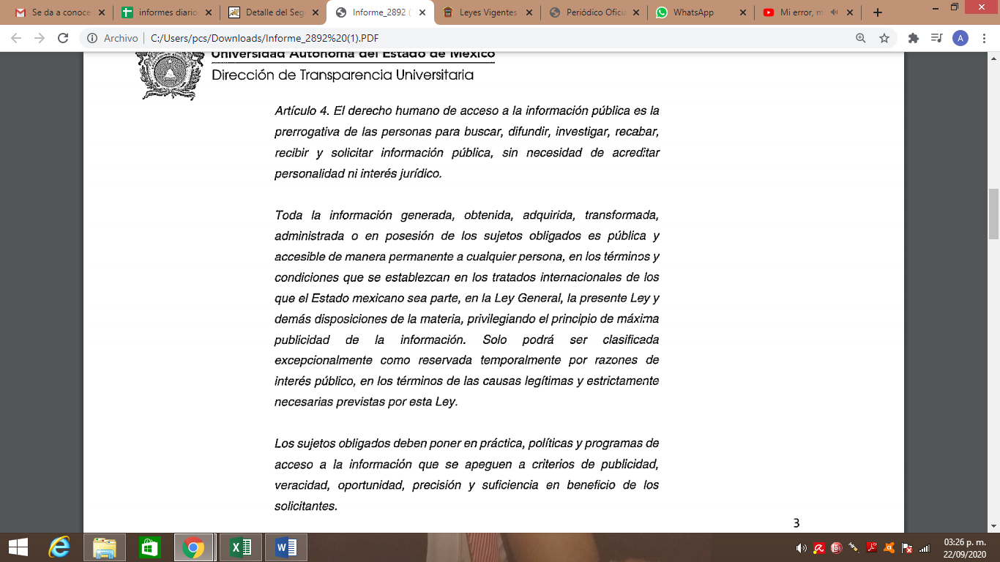 Se da a conoce
informes diario
Detalle del Seg
Informe_2892 (
Leyes Vigentes
Periódico Oficia
WhatsApp
Mi error, m
Archivo C:/Users/pcs/Downloads/Informe_2892%20(1).PDF
A
Universidad Autónoma del Estado de México
Dirección de Transparencia Universitaria
Artículo 4. El derecho humano de acceso a la información pública es la
prerrogativa de las personas para buscar, difundir, investigar, recabar,
recibir y solicitar información pública, sin necesidad de acreditar
personalidad ni interés jurídico.
Toda la información generada, obtenida, adquirida, transformada,
administrada o en posesión de los sujetos obligados es pública y
accesible de manera permanente a cualquier persona, en los términos y
condiciones que se establezcan en los tratados internacionales de los
que el Estado mexicano sea parte, en la Ley General, la presente Ley y
demás disposiciones de la materia, privilegiando el principio de máxima
publicidad de la información. Solo podrá ser clasificada
excepcionalmente como reservada temporalmente por razones de
interés público, en los términos de las causas legítimas y estrictamente
necesarias previstas por esta Ley.
Los sujetos obligados deben poner en práctica, políticas y programas de
acceso a la información que se apeguen a criterios de publicidad,
veracidad, oportunidad, precisión y suficiencia en beneficio de los
solicitantes.
3
03:26 p. m.
22/09/2020